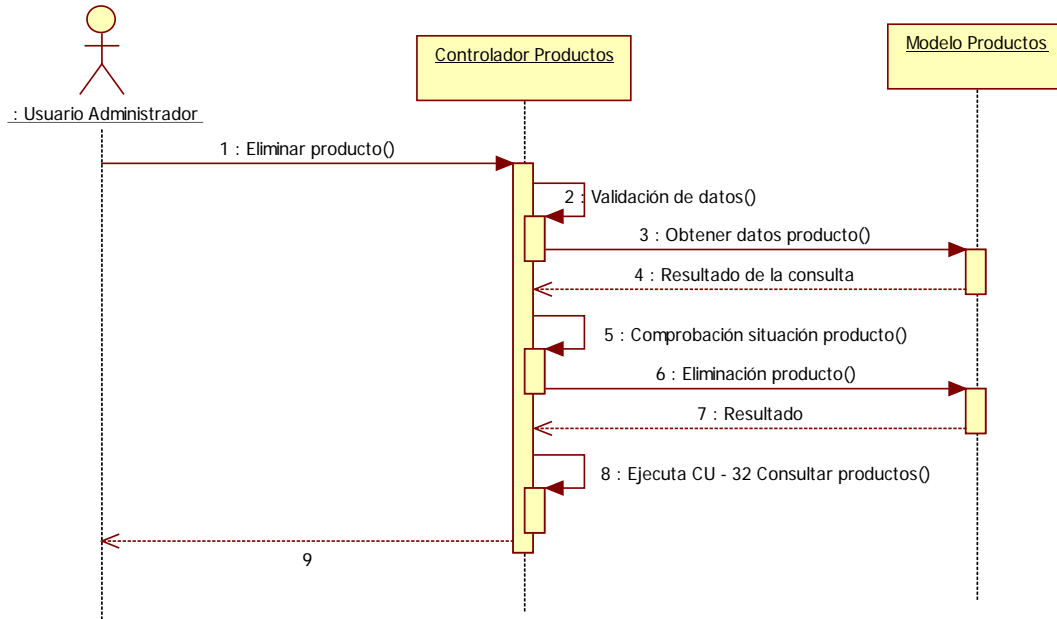 Controlador Productos
Modelo Productos
: Usuario Administrador
1 : Eliminar producto()
2 : Validación de datos()
3 : Obtener datos producto()
4 : Resultado de la consulta
5 : Comprobación situación producto()
6 : Eliminación producto()
7 : Resultado
8 : Ejecuta CU - 32 Consultar productos()
9